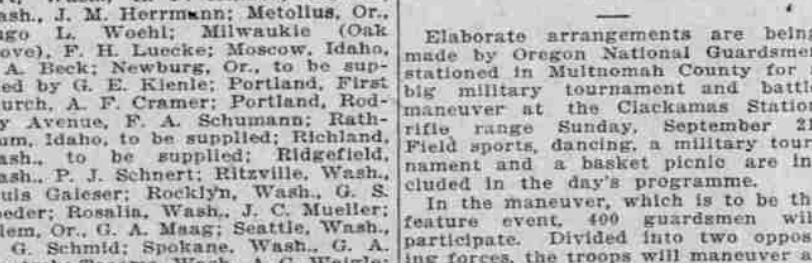 ash., J. M. Herrmann; Metolius, Or.,
ugo L. Woehl; Milwaukie (Oak
ove), F. H. Luecke; Moscow, Idaho,
A. Beck; Newburg, Or., to be sup-
ied by G. E. Kienle; Portland, First
urch, A. F. Cramer; Portland, Rod-
y Avenue, F. A. Schumann; Rath-
um, Idaho, to be supplied; Richland,
ash., to be supplied; Ridgefield,
ash., P. J. Schnert; Ritzville, Wash.,
uis Gaieser; Rocklyn, Wash., G. S.
eder; Rosalia, Wash., J. C. Mueller;
lem, Or., G. A. Maag; Seattle, Wash.,
G. Schmid; Spokane, Wash., G. A.
Elaborate arrangements are being
made by Oregon National Guardsmen
stationed in Multnomah County for
big military tournament and battle
maneuver at the Clackamas Station
rifle range Sunday, September 21
Field sports, dancing, a military tour-
nament and a basket picnic are in-
cluded in the day's programme.
In the maneuver, which is to be the
feature event, 400 guardsmen will
participate. Divided into two oppos-
ing forces, the troops will maneuver